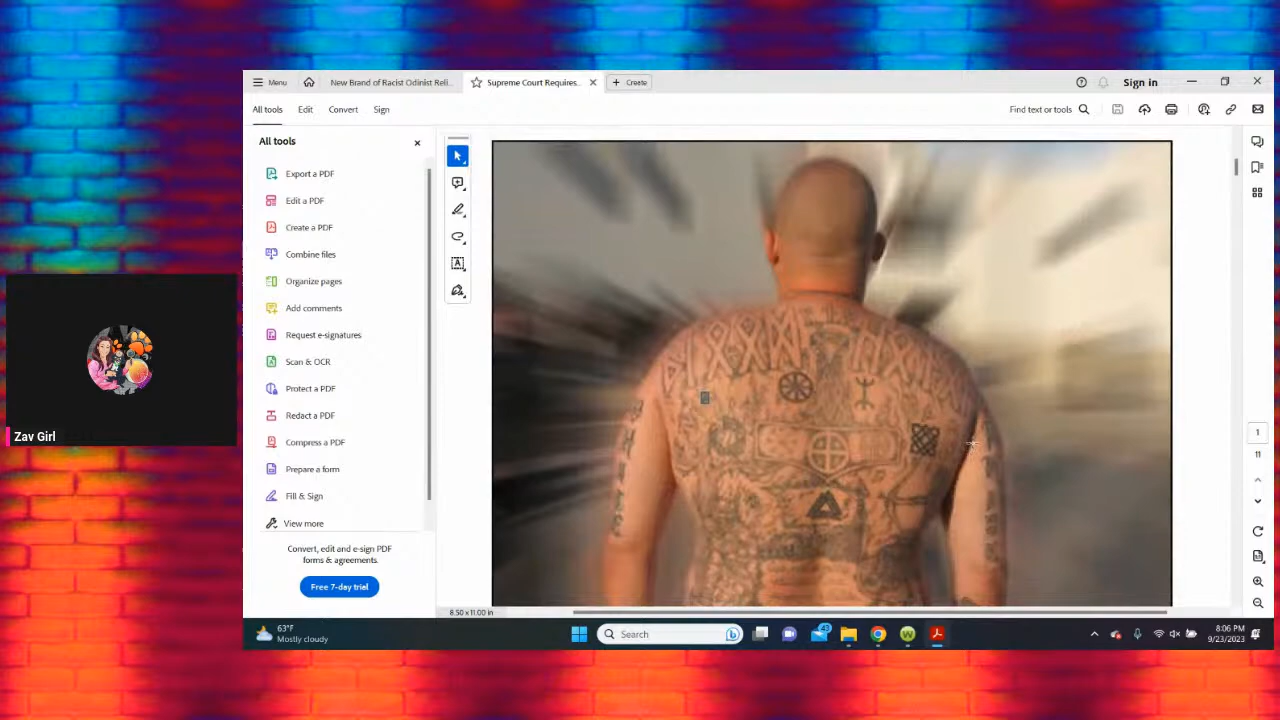 Menu
New Brand of Racist Odinist Reli...
Supreme Court Requires...
Create
Sign in
All tools
Edit
Convert
Sign
Find text or tools
All tools
Export a PDF
Edit a PDF
Create a PDF
Combine files
Organize pages
Add comments
Request e-signatures
Scan & OCR
Protect a PDF
Redact a PDF
Compress a PDF
Prepare a form
Fill & Sign
View more
Convert, edit and e-sign PDF
forms & agreements.
Free 7-day trial
Zav Girl
1
11
8.50 x 11.00 in
63°F
Mostly cloudy
Search
43
8:06 PM
9/23/2023